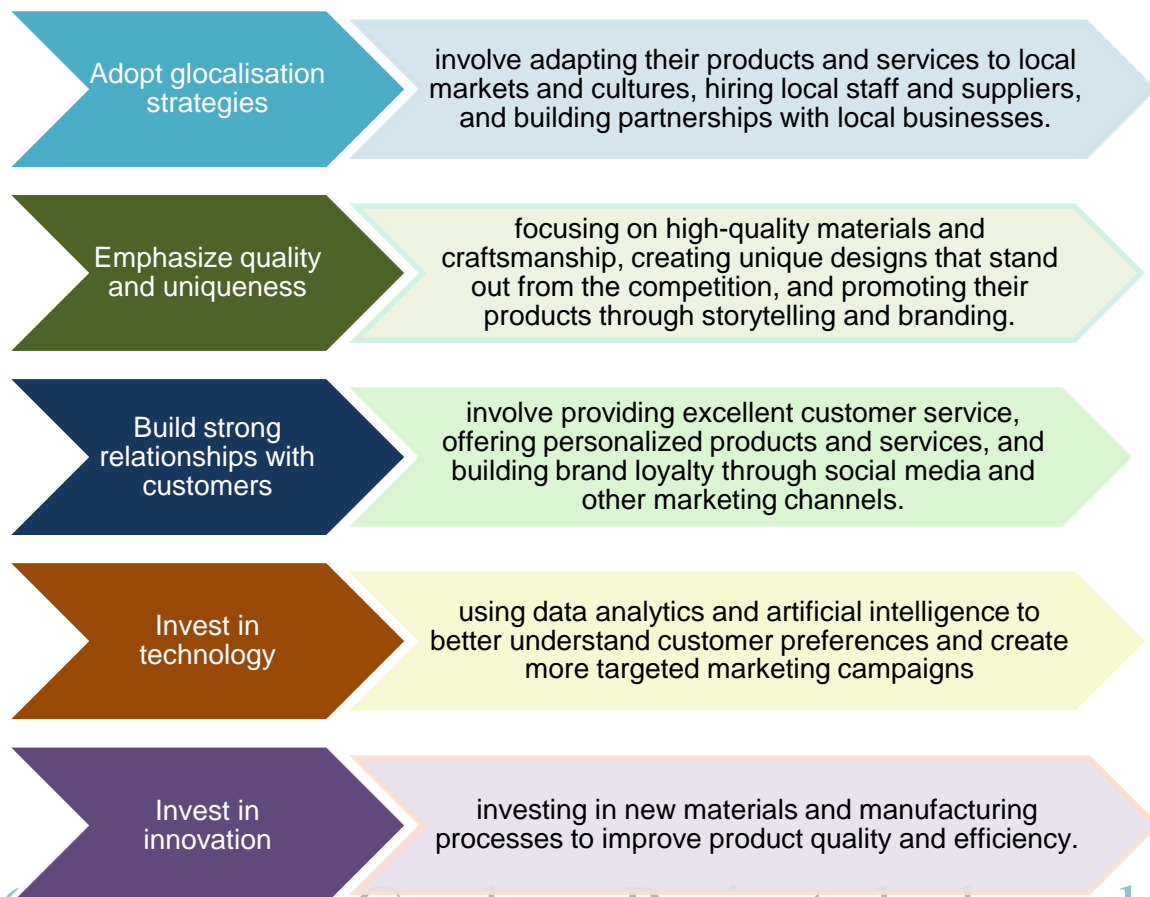 Adopt glocalisation
strategies
involve adapting their products and services to local
markets and cultures, hiring local staff and suppliers,
and building partnerships with local businesses.
Emphasize quality
and uniqueness
focusing on high-quality materials and
craftsmanship, creating unique designs that stand
out from the competition, and promoting their
products through storytelling and branding.
Build strong
relationships with
customers
involve providing excellent customer service,
offering personalized products and services, and
building brand loyalty through social media and
other marketing channels.
Invest in
technology
using data analytics and artificial intelligence to
better understand customer preferences and create
more targeted marketing campaigns
Invest in
innovation
investing in new materials and manufacturing
processes to improve product quality and efficiency.